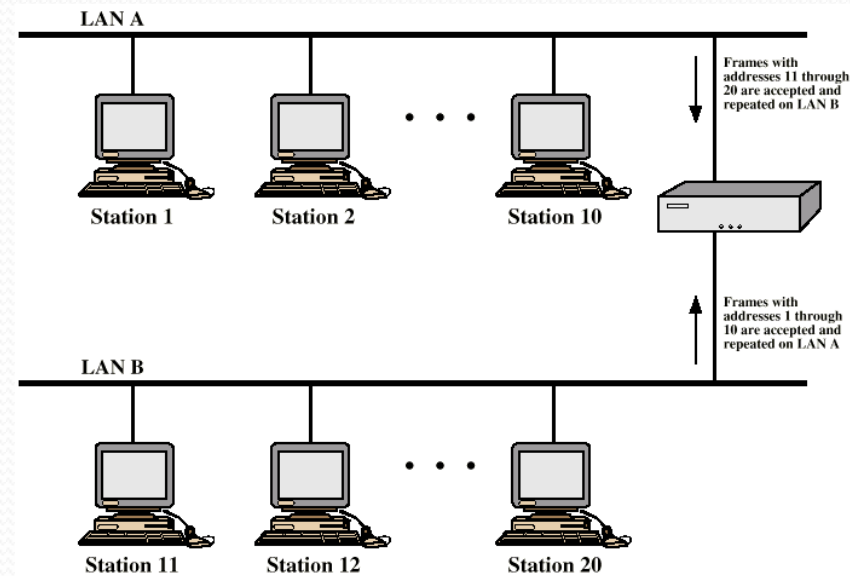 LAN A
Frames with
addresses 11 through
20 are accepted and
repeated on LAN B
Station 1
Station 2
Station 10
Frames with
addresses 1 through
10 are accepted and
repeated on LAN A
LAN B
Station 11
Station 12
Station 20